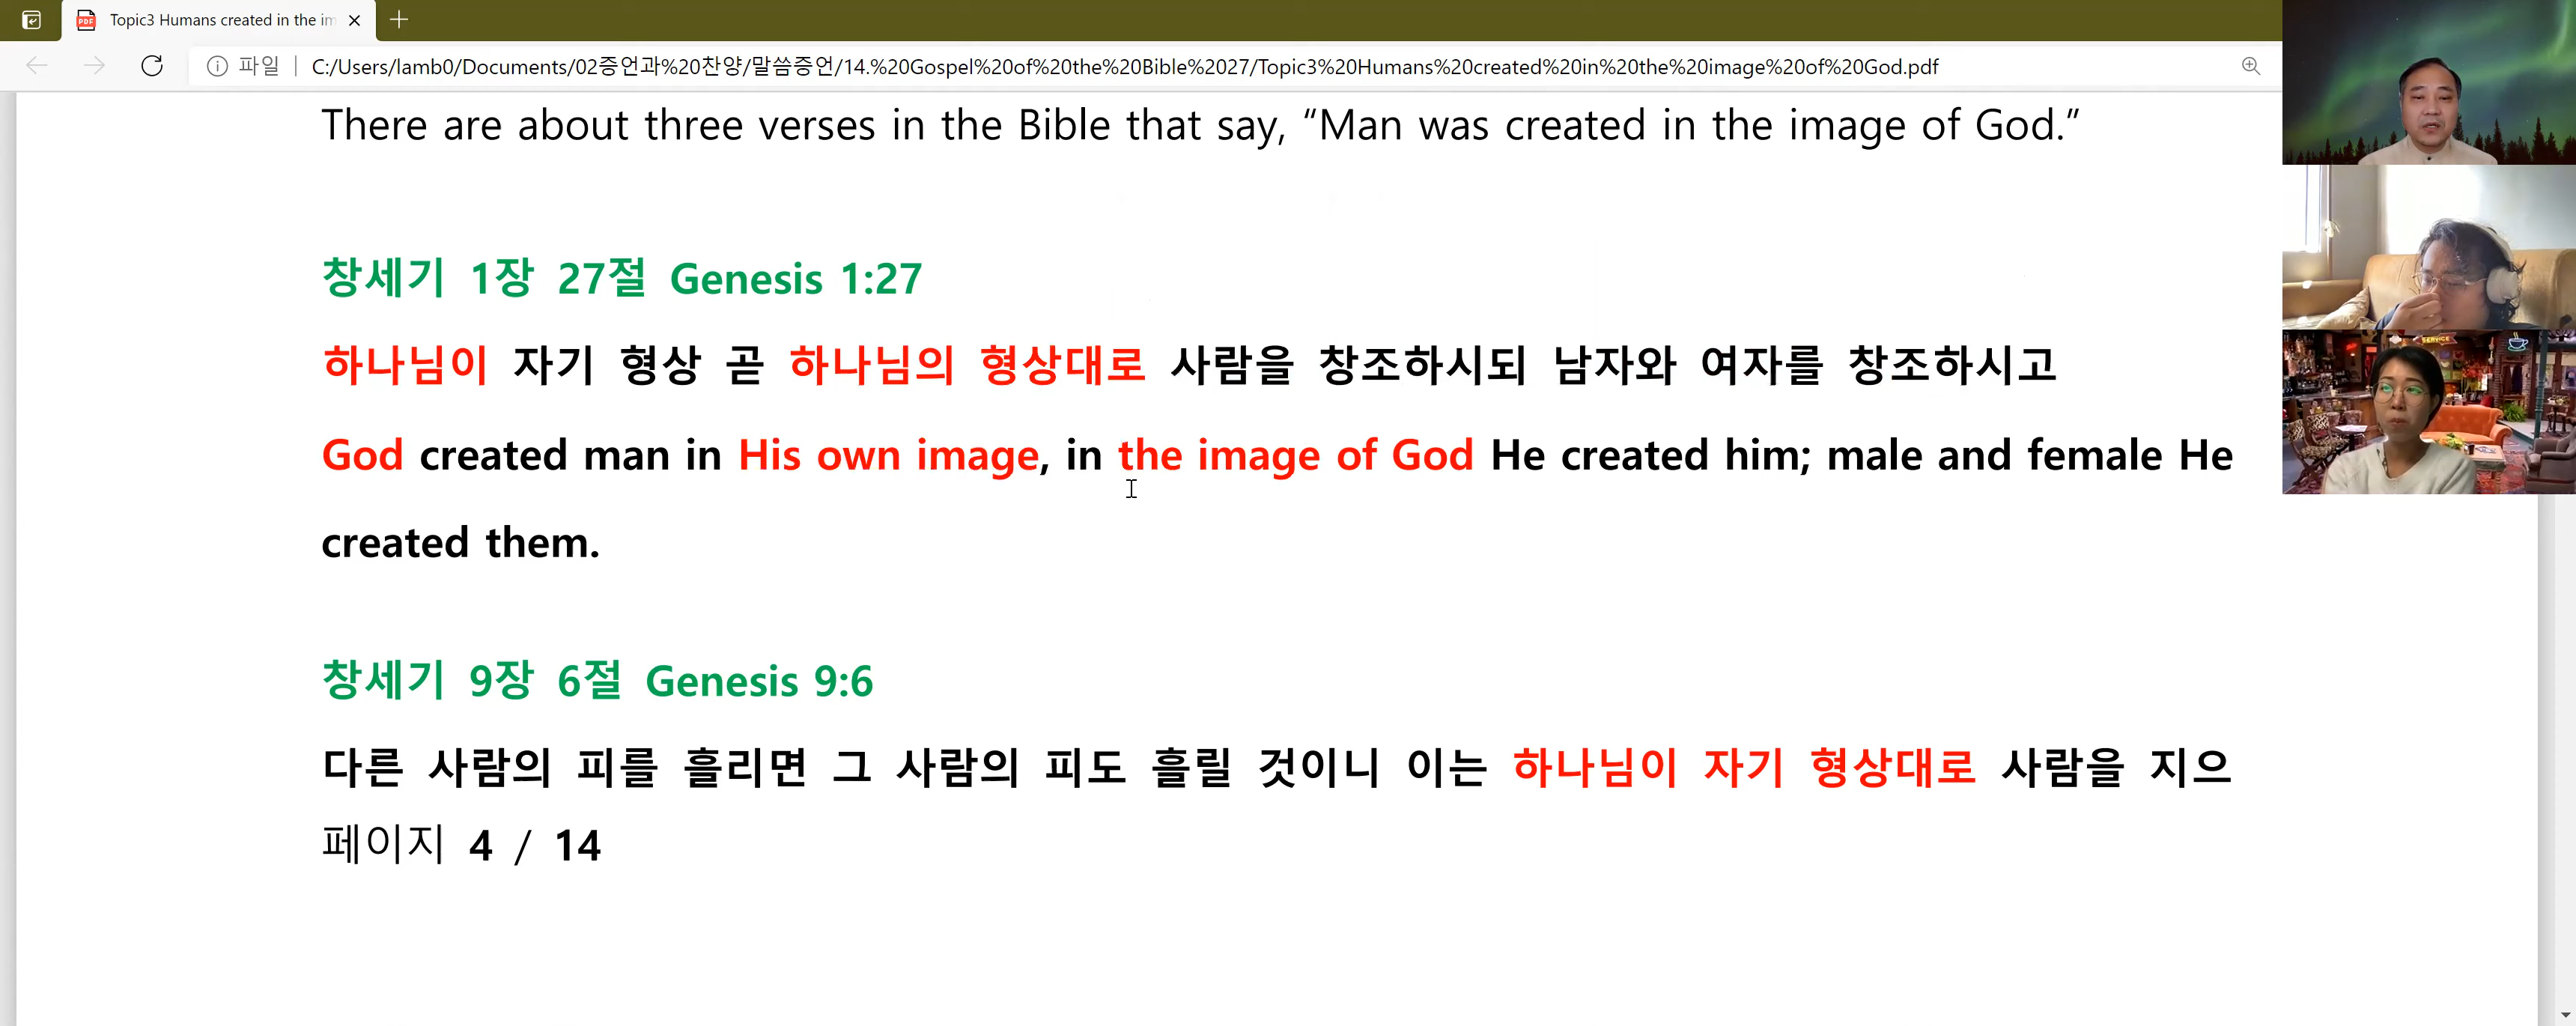 Topic3 Humans created in the im
파일
C:/Users/lamb0/Documents/02증언과%20찬양/말씀증언/14.%20Gospel%20of%20the%20Bible%2027/Topic3%20Humans%20created%20in%20the%20image%20of%20God.pdf
There are about three verses in the Bible that say, “Man was created in the image of God.”
창세기 1장 27절 Genesis 1:27
하나님이 자기 형상 곧 하나님의 형상대로 사람을 창조하시되 남자와 여자를 창조하시고
God created man in His own image, in the image of God He created him; male and female He
created them.
창세기 9장 6절 Genesis 9:6
다른 사람의 피를 흘리면 그 사람의 피도 흘릴 것이니 이는 하나님이 자기 형상대로 사람을 지으
페이지 4 / 14
PDF
SERVICE